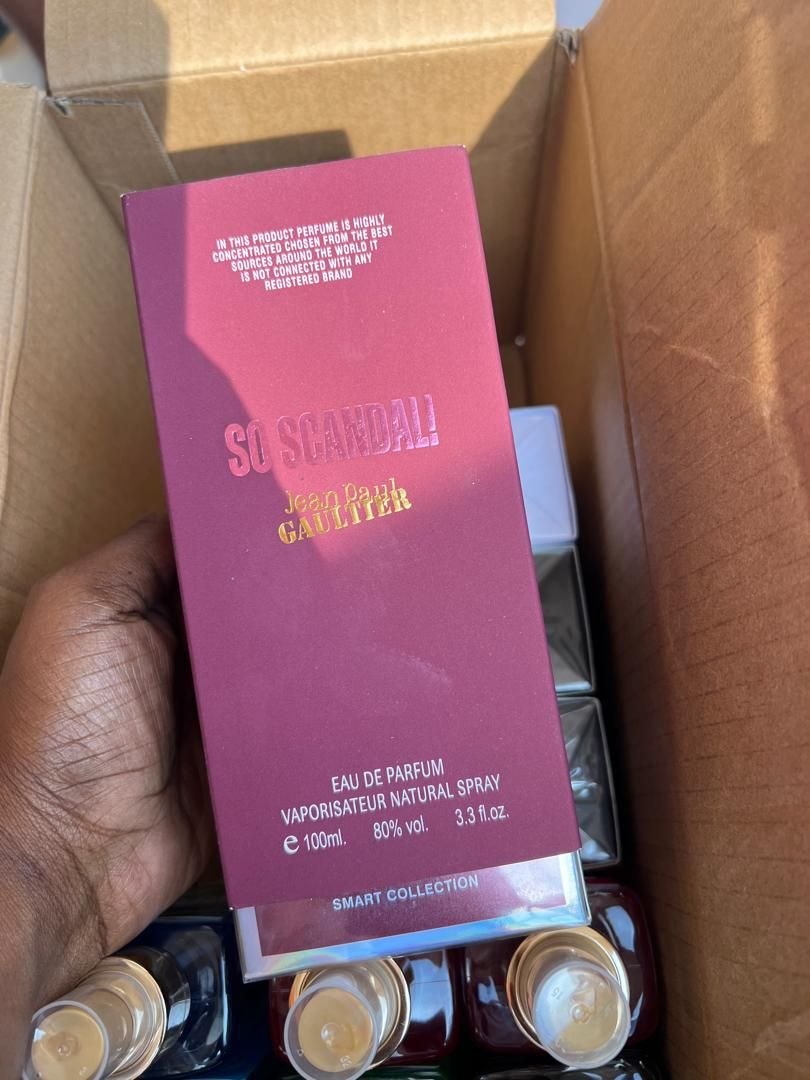 IN THIS PRODUCT PERFUME IS HIGHLY
CONCENTRATED CHOSEN FROM THE BEST
SOURCES AROUND THE WORLD IT
IS NOT CONNECTED WITH ANY
REGISTERED BRAND
SO SCANDAL!
Jean Paul
GAULTIER
EAU DE PARFUM
VAPORISATEUR NATURAL SPRAY
e 100ml. 80% vol. 3.3 fl.oz.
SMART COLLECTION